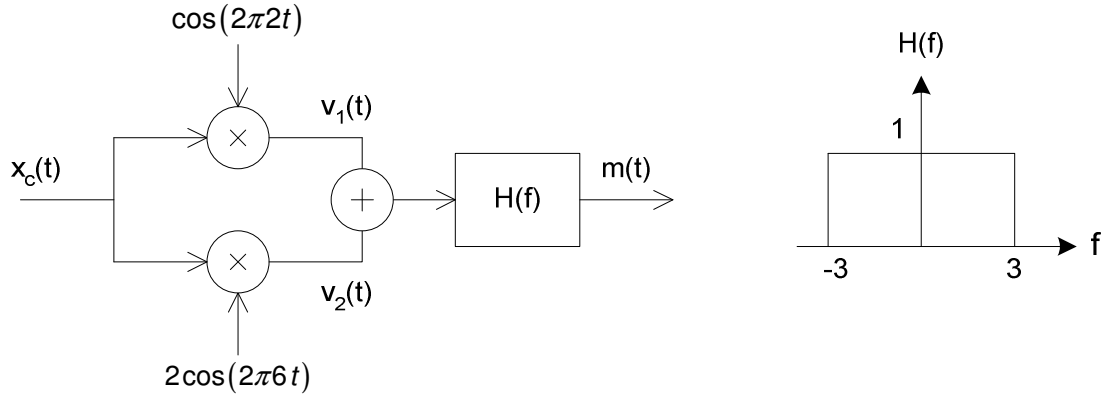 cos(2π2t)
v₁(t)
x_c(t)
×
+
H(f)
m(t)
×
v₂(t)
2cos(2π6t)
H(f)
1
f
-3
3